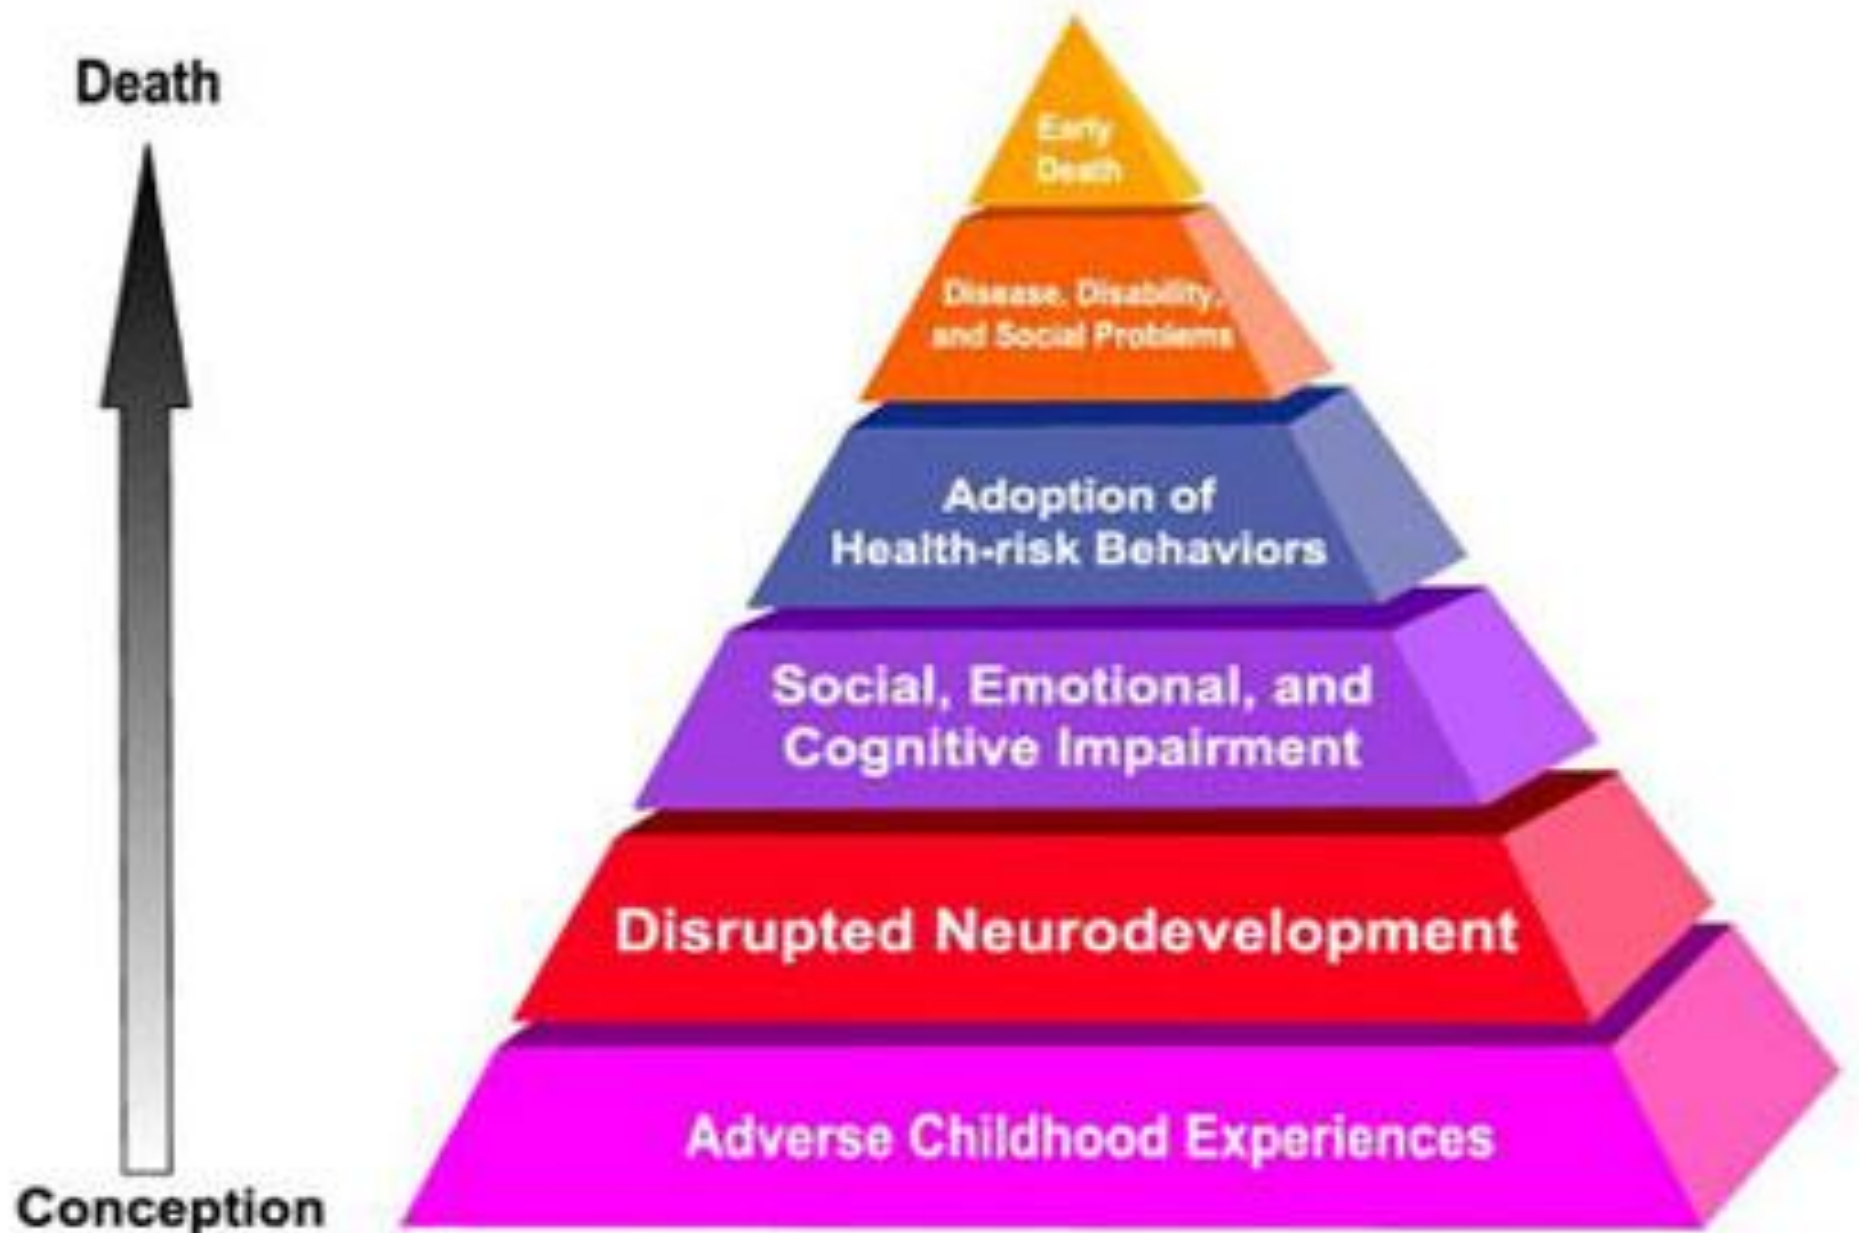 Death
Early
Death
Disease, Disability,
and Social Problems
Adoption of
Health-risk Behaviors
Social, Emotional, and
Cognitive Impairment
Disrupted Neurodevelopment
Adverse Childhood Experiences
Conception